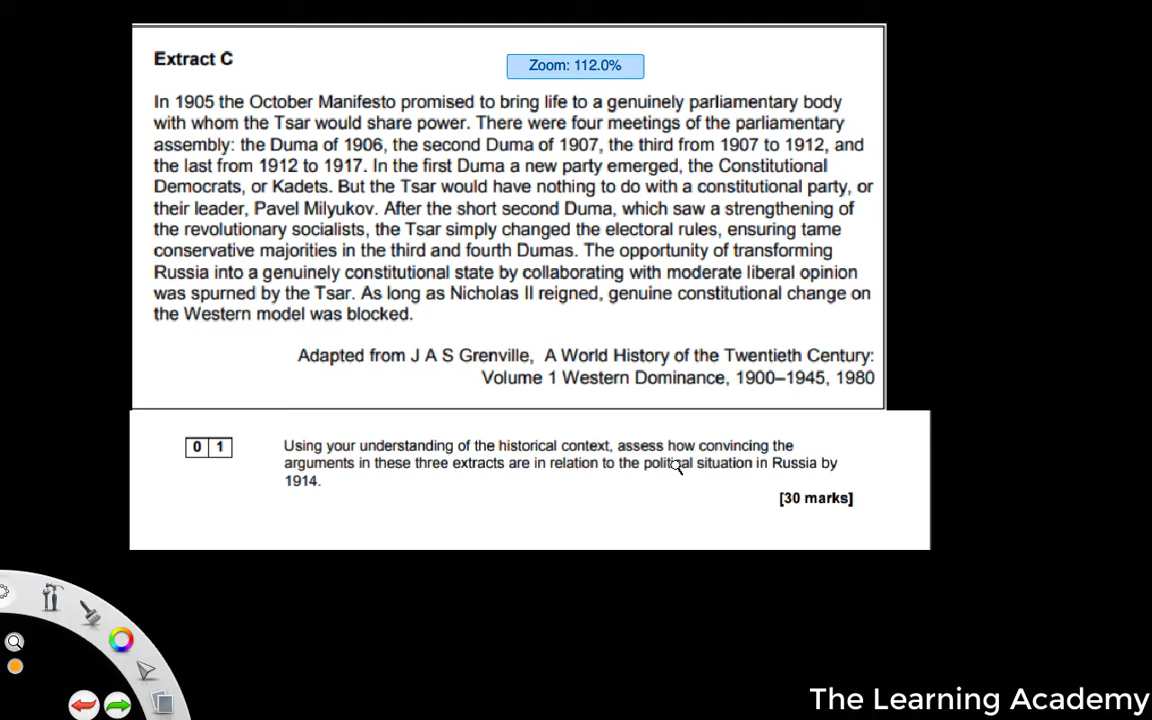 Extract C
Zoom: 112.0%
In 1905 the October Manifesto promised to bring life to a genuinely parliamentary body
with whom the Tsar would share power. There were four meetings of the parliamentary
assembly: the Duma of 1906, the second Duma of 1907, the third from 1907 to 1912, and
the last from 1912 to 1917. In the first Duma a new party emerged, the Constitutional
Democrats, or Kadets. But the Tsar would have nothing to do with a constitutional party, or
their leader, Pavel Milyukov. After the short second Duma, which saw a strengthening of
the revolutionary socialists, the Tsar simply changed the electoral rules, ensuring tame
conservative majorities in the third and fourth Dumas. The opportunity of transforming
Russia into a genuinely constitutional state by collaborating with moderate liberal opinion
was spurned by the Tsar. As long as Nicholas II reigned, genuine constitutional change on
the Western model was blocked.
Adapted from J A S Grenville, A World History of the Twentieth Century:
Volume 1 Western Dominance, 1900–1945, 1980
0 1
Using your understanding of the historical context, assess how convincing the
arguments in these three extracts are in relation to the political situation in Russia by
1914.
[30 marks]
The Learning Academy